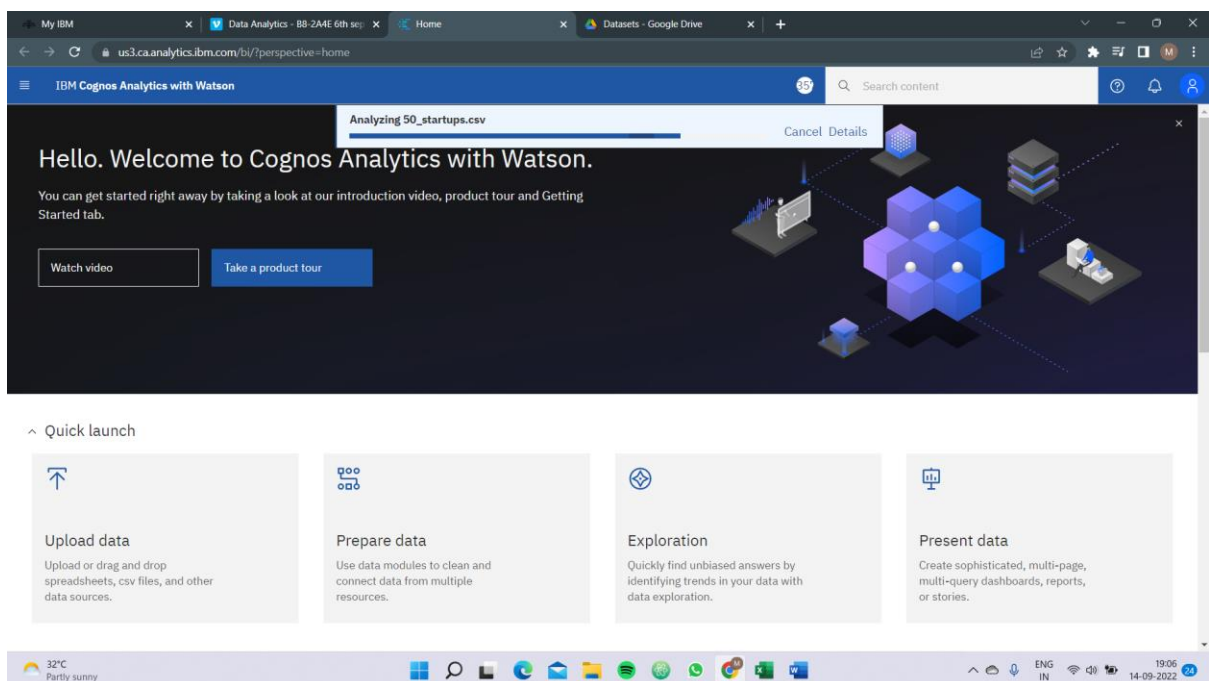 My IBM
Data Analytics - B8-2A4E 6th sep
Home
Datasets - Google Drive
us3.ca.analytics.ibm.com/bi/?perspective=home
M
IBM Cognos Analytics with Watson
Search content
Analyzing 50_startups.csv
Cancel Details
Hello. Welcome to Cognos Analytics with Watson.
You can get started right away by taking a look at our introduction video, product tour and Getting
Started tab.
Watch video
Take a product tour
Quick launch
Upload data
Upload or drag and drop
spreadsheets, csv files, and other
data sources.
Prepare data
Use data modules to clean and
connect data from multiple
resources.
Exploration
Quickly find unbiased answers by
identifying trends in your data with
data exploration.
Present data
Create sophisticated, multi-page,
multi-query dashboards, reports,
or stories.
32°C
Partly sunny
ENG
IN
19:06
14-09-2022
24